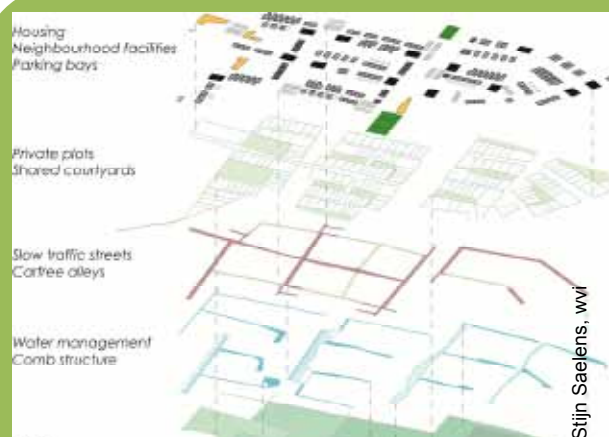 Housing
Neighbourhood facilities
Parking bays
Private plots
Shared courtyards
Slow traffic streets
Carfree alleys
Water management
Comb structure
Stijn Saelens, wvi